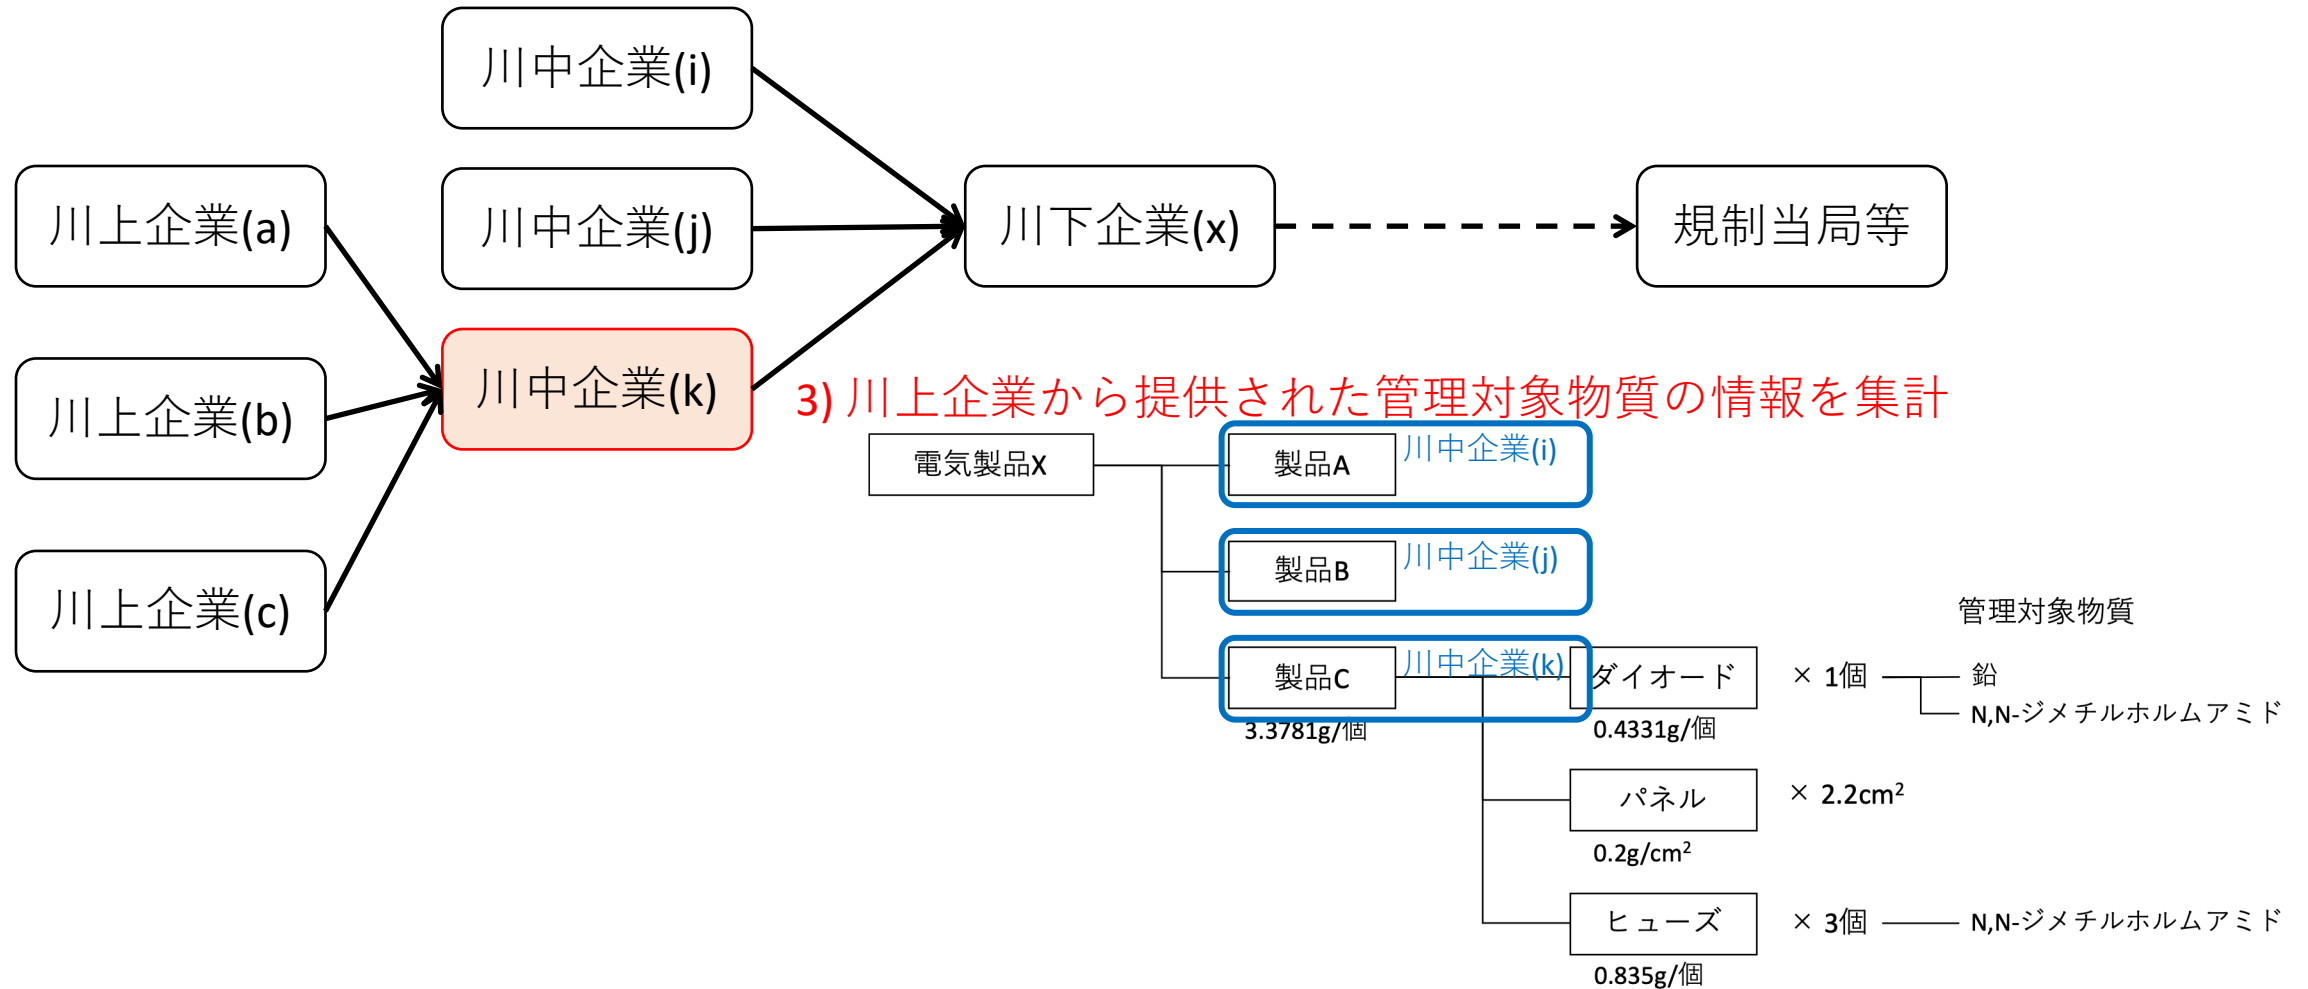 川中企業(i)
川上企業(a)
川中企業(j)
川下企業(x)
規制当局等
川上企業(b)
川中企業(k)
川上企業(c)
3) 川上企業から提供された管理対象物質の情報を集計
電気製品X
製品A
川中企業(i)
製品B
川中企業(j)
管理対象物質
製品C
川中企業(k)
3.3781g/個
ダイオード
× 1個
鉛
N,N-ジメチルホルムアミド
0.4331g/個
パネル
× 2.2cm²
0.2g/cm²
ヒューズ
× 3個
N,N-ジメチルホルムアミド
0.835g/個